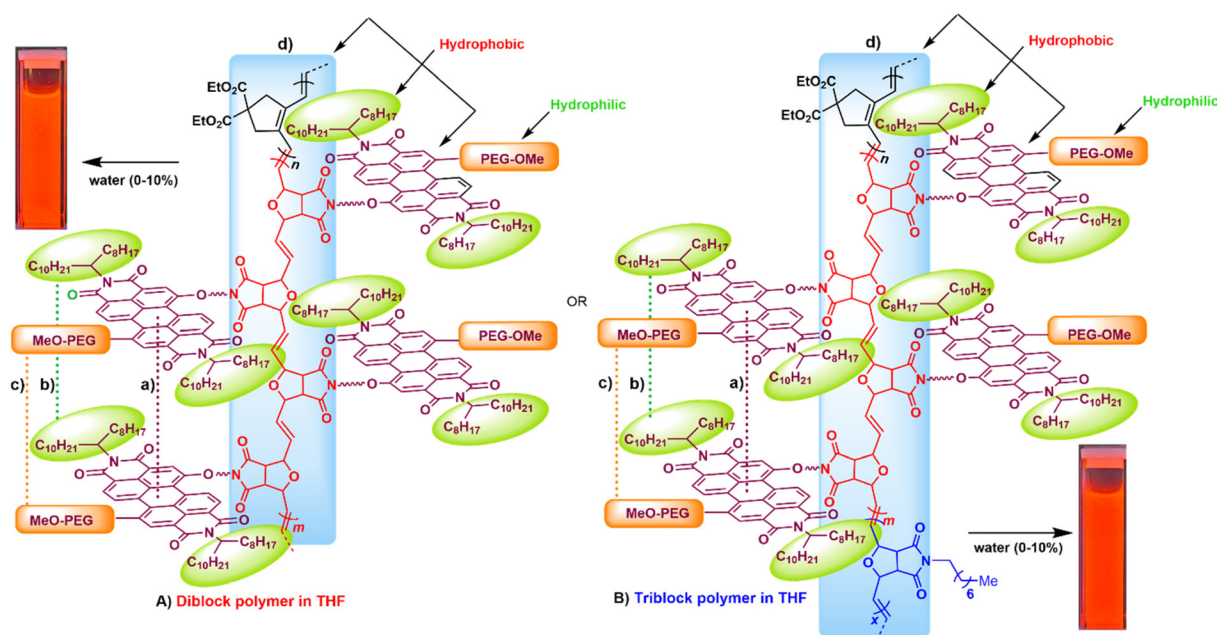 d)
Hydrophobic
EtO₂C
EtO₂C
C₁₀H₂₁
C₈H₁₇
Hydrophilic
n
O
N
O
PEG-OMe
water (0-10%)
O
O
N
O
O
N
O
C₁₀H₂₁
C₈H₁₇
C₈H₁₇
C₁₀H₂₁
O
N
O
O
N
O
C₈H₁₇
C₁₀H₂₁
O
N
O
MeO-PEG
PEG-OMe
O
N
O
C₈H₁₇
C₁₀H₂₁
O
N
O
O
c)
b)
a)
C₁₀H₂₁
C₈H₁₇
O
N
O
C₁₀H₂₁
C₈H₁₇
O
N
O
O
N
O
MeO-PEG
O
N
O
C₈H₁₇
C₁₀H₂₁
m
A) Diblock polymer in THF
OR
d)
Hydrophobic
EtO₂C
EtO₂C
C₁₀H₂₁
C₈H₁₇
Hydrophilic
n
O
N
O
PEG-OMe
O
O
N
O
O
N
O
C₁₀H₂₁
C₈H₁₇
C₈H₁₇
C₁₀H₂₁
O
N
O
O
N
O
C₈H₁₇
C₁₀H₂₁
O
N
O
MeO-PEG
PEG-OMe
O
N
O
C₈H₁₇
C₁₀H₂₁
O
N
O
O
c)
b)
a)
C₁₀H₂₁
C₈H₁₇
O
N
O
C₁₀H₂₁
C₈H₁₇
O
N
O
O
N
O
MeO-PEG
O
N
O
C₈H₁₇
C₁₀H₂₁
m
water (0-10%)
O
O
N
O
Me
6
x
B) Triblock polymer in THF